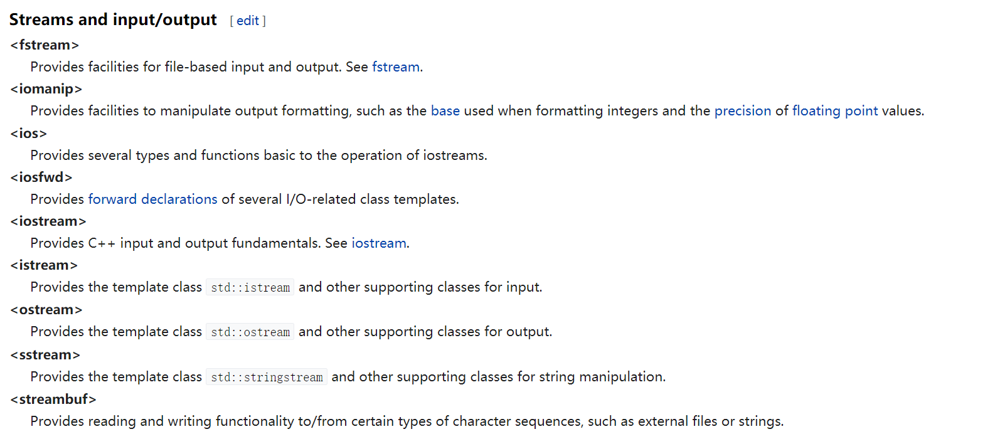 Streams and input/output [ edit ]
<fstream>
Provides facilities for file-based input and output. See fstream.
<iomanip>
Provides facilities to manipulate output formatting, such as the base used when formatting integers and the precision of floating point values.
<ios>
Provides several types and functions basic to the operation of iostreams.
<iosfwd>
Provides forward declarations of several I/O-related class templates.
<iostream>
Provides C++ input and output fundamentals. See iostream.
<istream>
Provides the template class std::istream and other supporting classes for input.
<ostream>
Provides the template class std::ostream and other supporting classes for output.
<sstream>
Provides the template class std::stringstream and other supporting classes for string manipulation.
<streambuf>
Provides reading and writing functionality to/from certain types of character sequences, such as external files or strings.